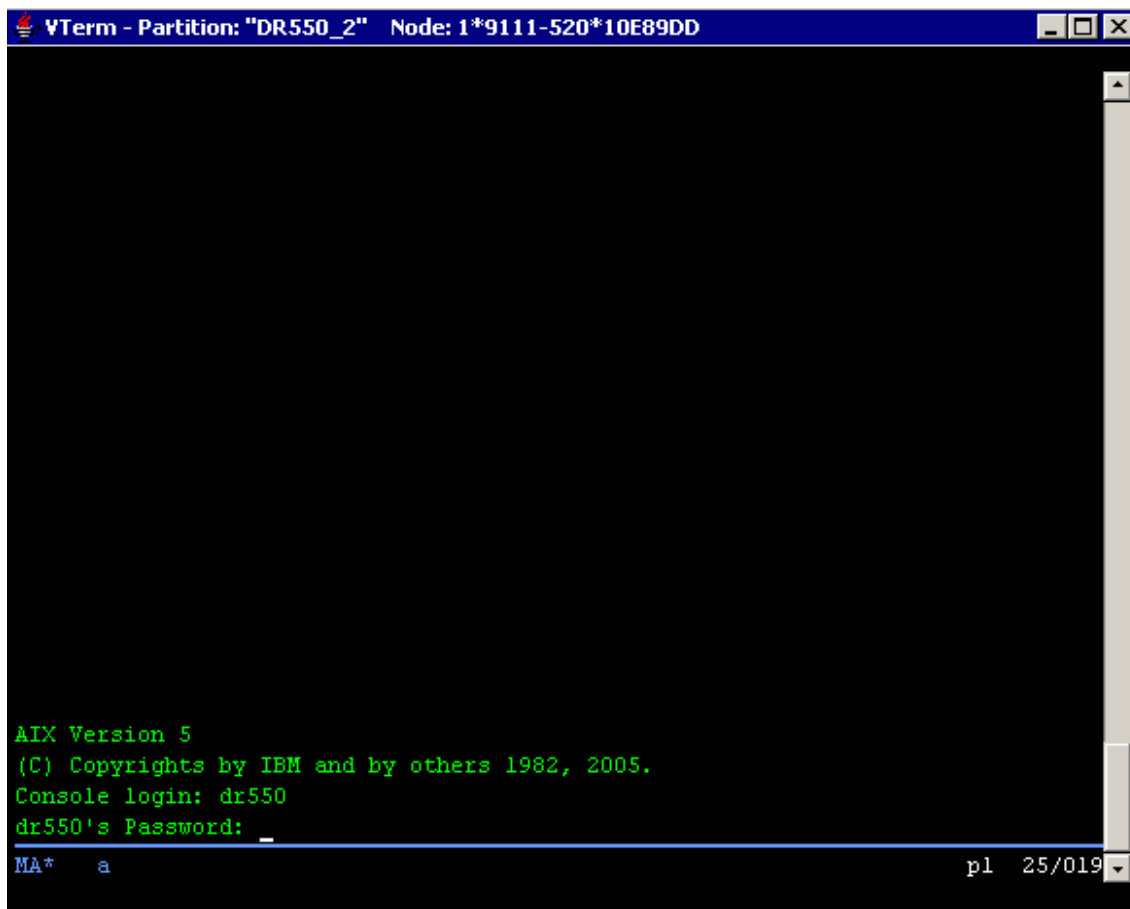 VTerm - Partition: "DR550_2" Node: 1*9111-520*10E89DD
AIX Version 5
(C) Copyrights by IBM and by others 1982, 2005.
Console login: dr550
dr550's Password: _
MA* a pl 25/019